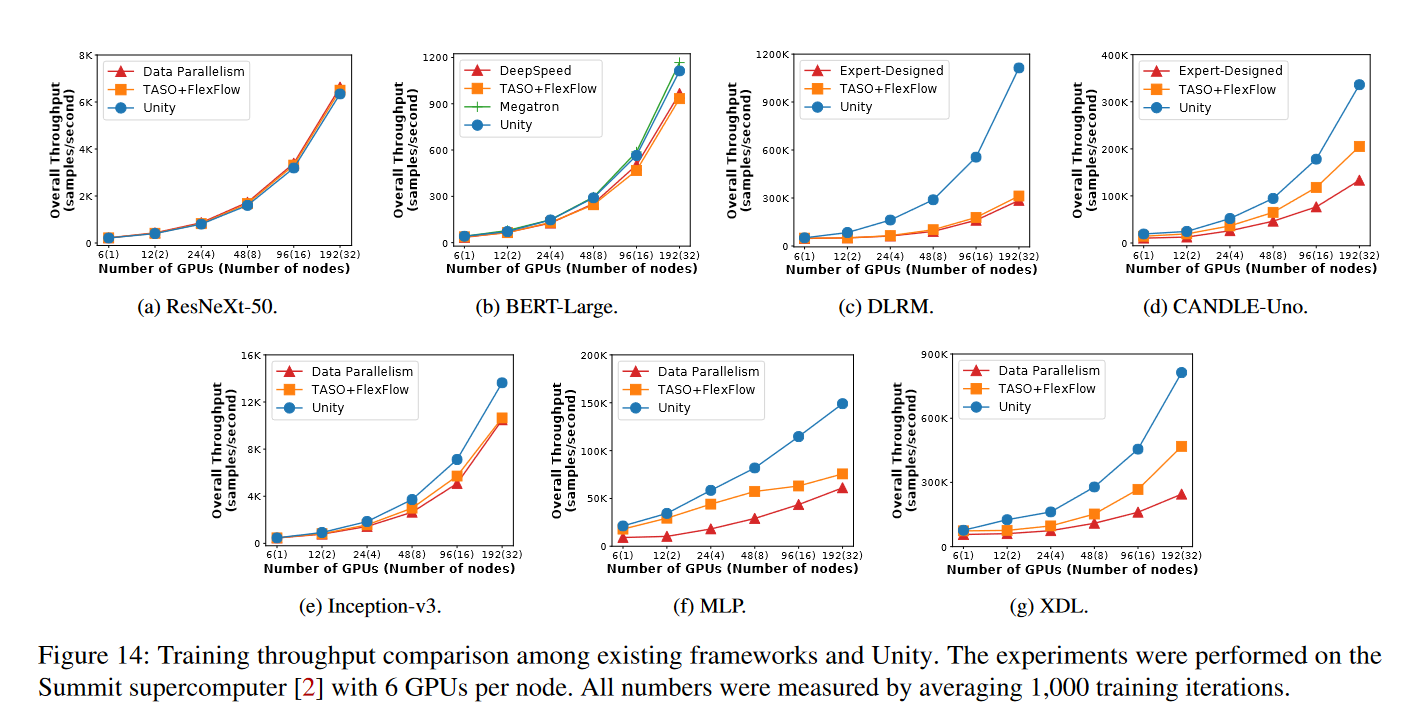 8K
6K
4K
2K
0
Overall Throughput
(samples/second)
Data Parallelism
TASO+FlexFlow
Unity
6(1) 12(2) 24(4) 48(8) 96(16) 192(32)
Number of GPUs (Number of nodes)
(a) ResNeXt-50.
1200
900
600
300
0
Overall Throughput
(samples/second)
DeepSpeed
TASO+FlexFlow
Megatron
Unity
6(1) 12(2) 24(4) 48(8) 96(16) 192(32)
Number of GPUs (Number of nodes)
(b) BERT-Large.
1200K
900K
600K
300K
0
Overall Throughput
(samples/second)
Expert-Designed
TASO+FlexFlow
Unity
6(1) 12(2) 24(4) 48(8) 96(16) 192(32)
Number of GPUs (Number of nodes)
(c) DLRM.
400K
300K
200K
100K
0
Overall Throughput
(samples/second)
Expert-Designed
TASO+FlexFlow
Unity
6(1) 12(2) 24(4) 48(8) 96(16) 192(32)
Number of GPUs (Number of nodes)
(d) CANDLE-Uno.
16K
12K
8K
4K
0
Overall Throughput
(samples/second)
Data Parallelism
TASO+FlexFlow
Unity
6(1) 12(2) 24(4) 48(8) 96(16) 192(32)
Number of GPUs (Number of nodes)
(e) Inception-v3.
200K
150K
100K
50K
0
Overall Throughput
(samples/second)
Data Parallelism
TASO+FlexFlow
Unity
6(1) 12(2) 24(4) 48(8) 96(16) 192(32)
Number of GPUs (Number of nodes)
(f) MLP.
900K
600K
300K
0
Overall Throughput
(samples/second)
Data Parallelism
TASO+FlexFlow
Unity
6(1) 12(2) 24(4) 48(8) 96(16) 192(32)
Number of GPUs (Number of nodes)
(g) XDL.
Figure 14: Training throughput comparison among existing frameworks and Unity. The experiments were performed on the
Summit supercomputer [2] with 6 GPUs per node. All numbers were measured by averaging 1,000 training iterations.